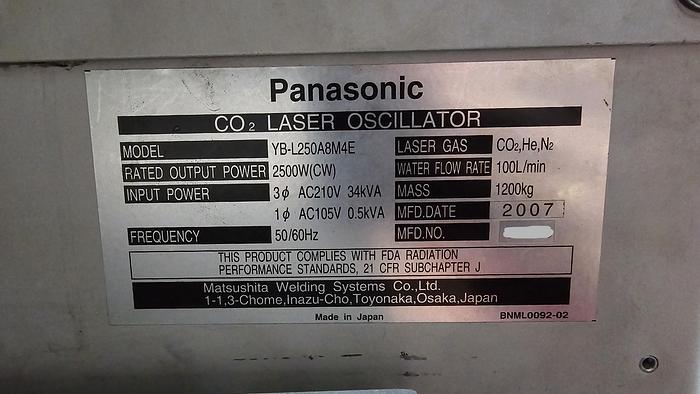 Panasonic
CO₂ LASER OSCILLATOR
MODEL YB-L250A8M4E LASER GAS CO₂,He,N₂
RATED OUTPUT POWER 2500W(CW) WATER FLOW RATE 100L/min
INPUT POWER 3ϕ AC210V 34kVA MASS 1200kg
1ϕ AC105V 0.5kVA MFD.DATE 2007
FREQUENCY 50/60Hz MFD.NO.
THIS PRODUCT COMPLIES WITH FDA RADIATION
PERFORMANCE STANDARDS, 21 CFR SUBCHAPTER J
Matsushita Welding Systems Co.,Ltd.
1-1,3-Chome,Inazu-Cho,Toyonaka,Osaka,Japan
Made in Japan BNML0092-02